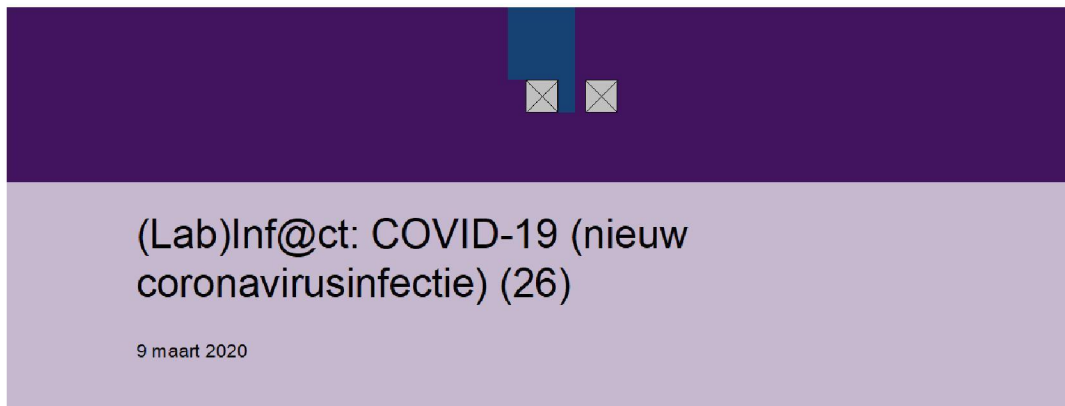 (Lab)Inf@ct: COVID-19 (nieuw
coronavirusinfectie) (26)
9 maart 2020